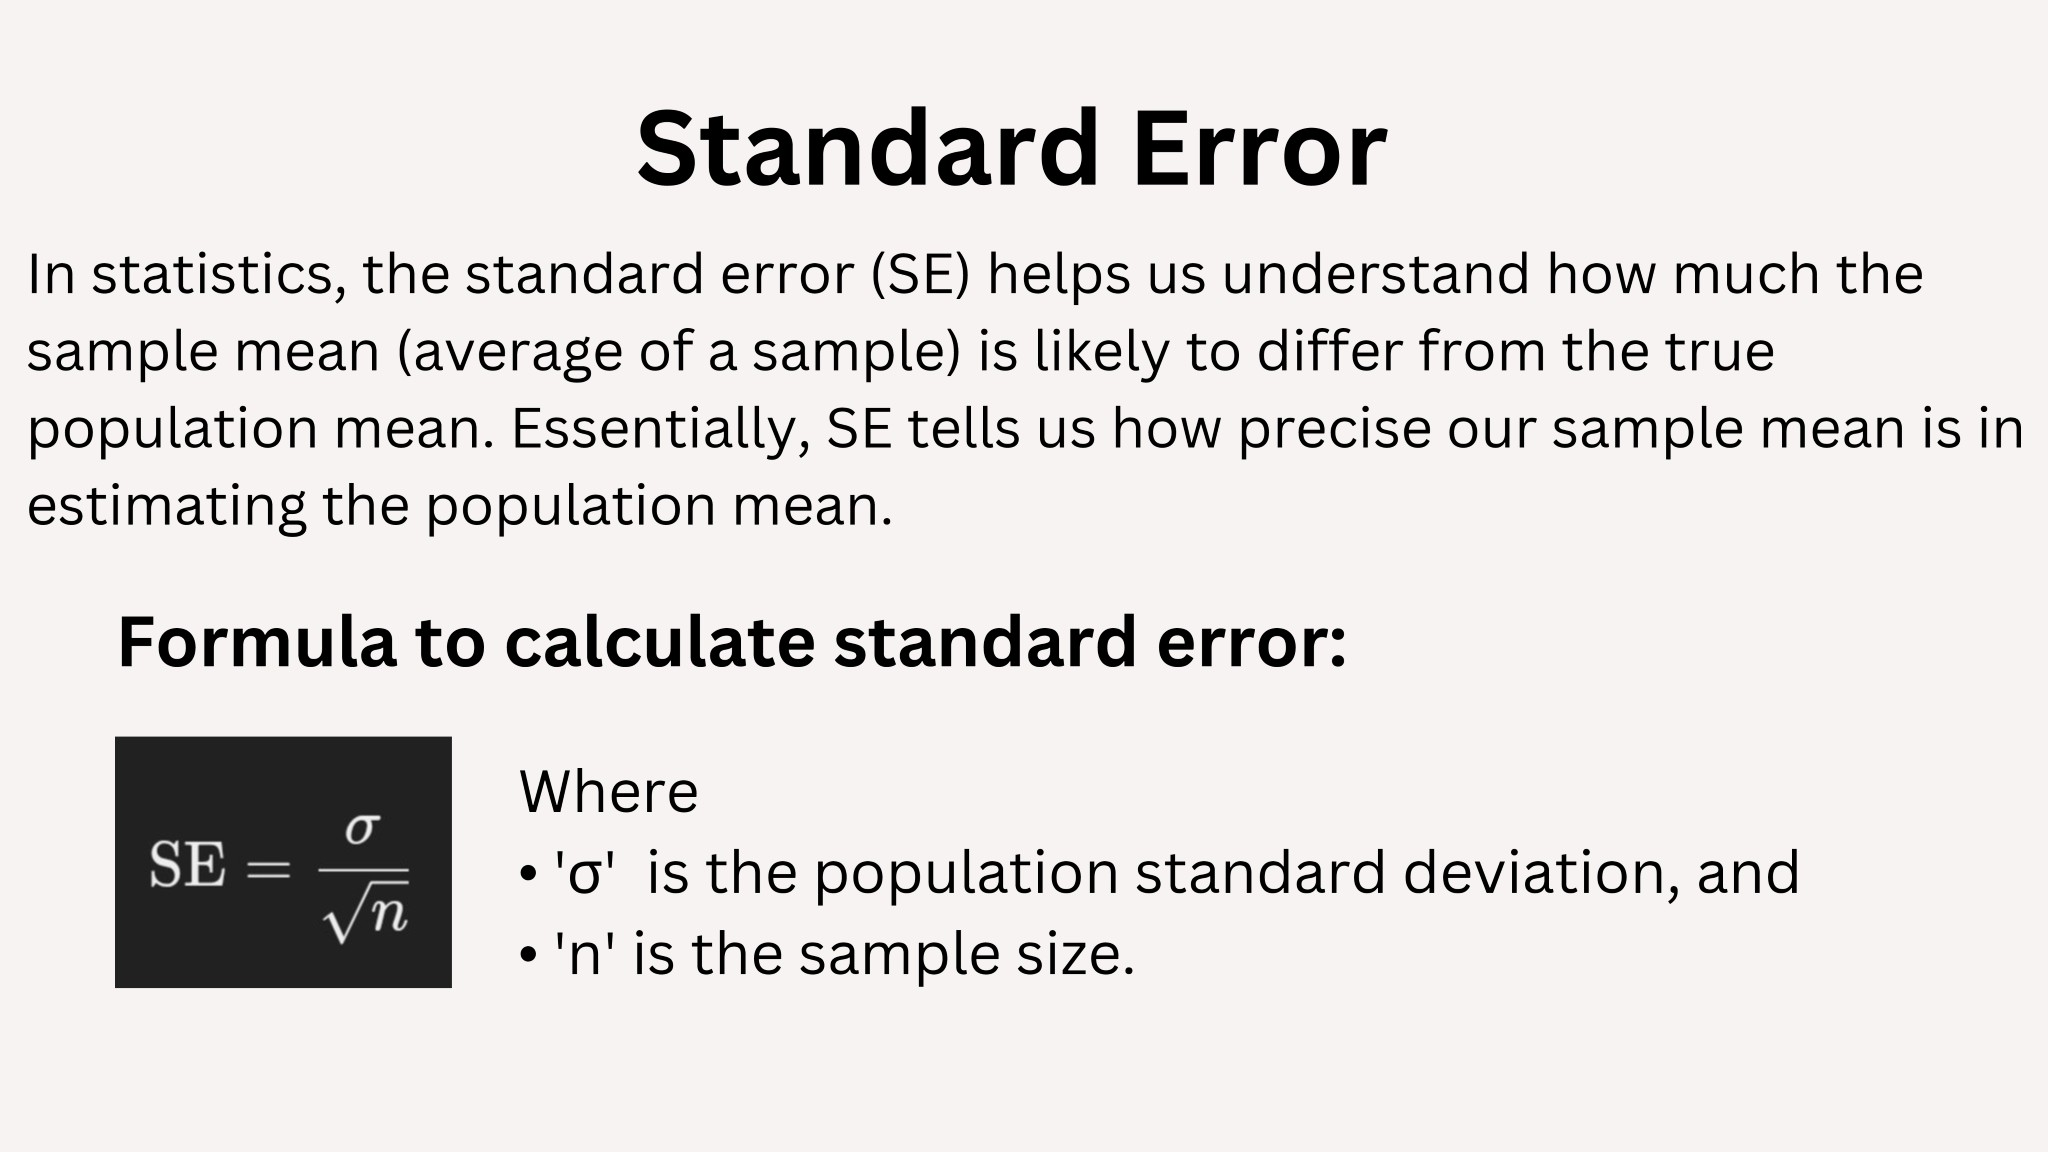 Standard Error
In statistics, the standard error (SE) helps us understand how much the
sample mean (average of a sample) is likely to differ from the true
population mean. Essentially, SE tells us how precise our sample mean is in
estimating the population mean.
Formula to calculate standard error:
SE = σ / √n
Where
• 'σ'  is the population standard deviation, and
• 'n' is the sample size.